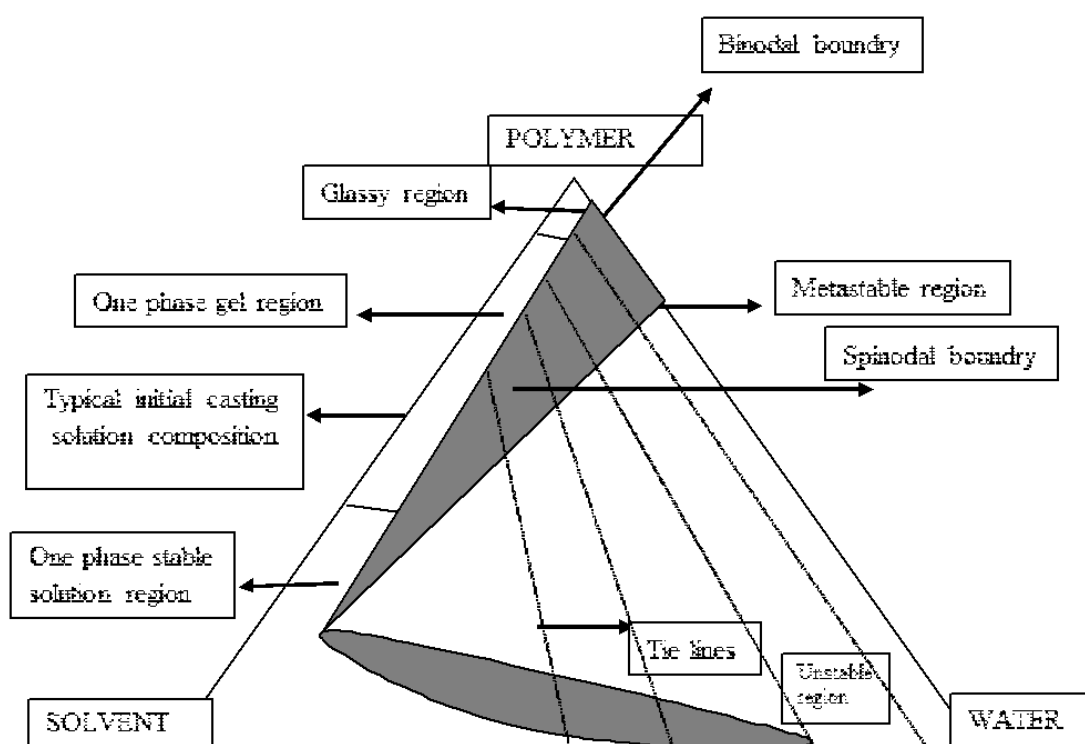 Binodal boundry
POLYMER
Glassy region
One phase gel region
Metastable region
Spinodal boundry
Typical initial casting
solution composition
One phase stable
solution region
Tie lines
Unstable
region
SOLVENT
WATER